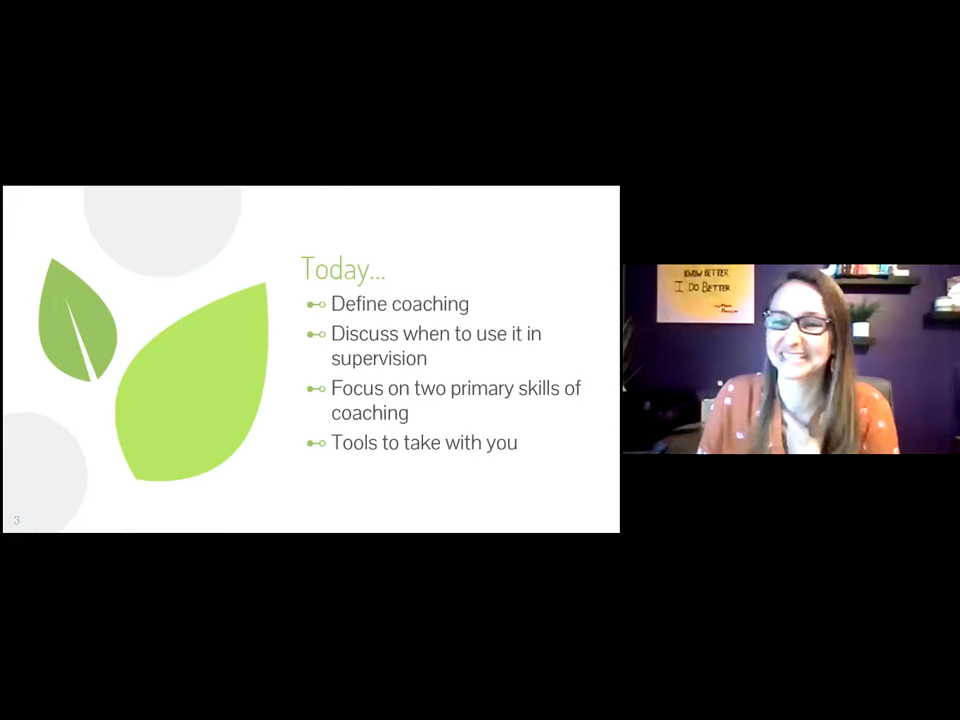 Today...
Define coaching
Discuss when to use it in
supervision
Focus on two primary skills of
coaching
Tools to take with you
3
KNOW BETTER
I DO BETTER